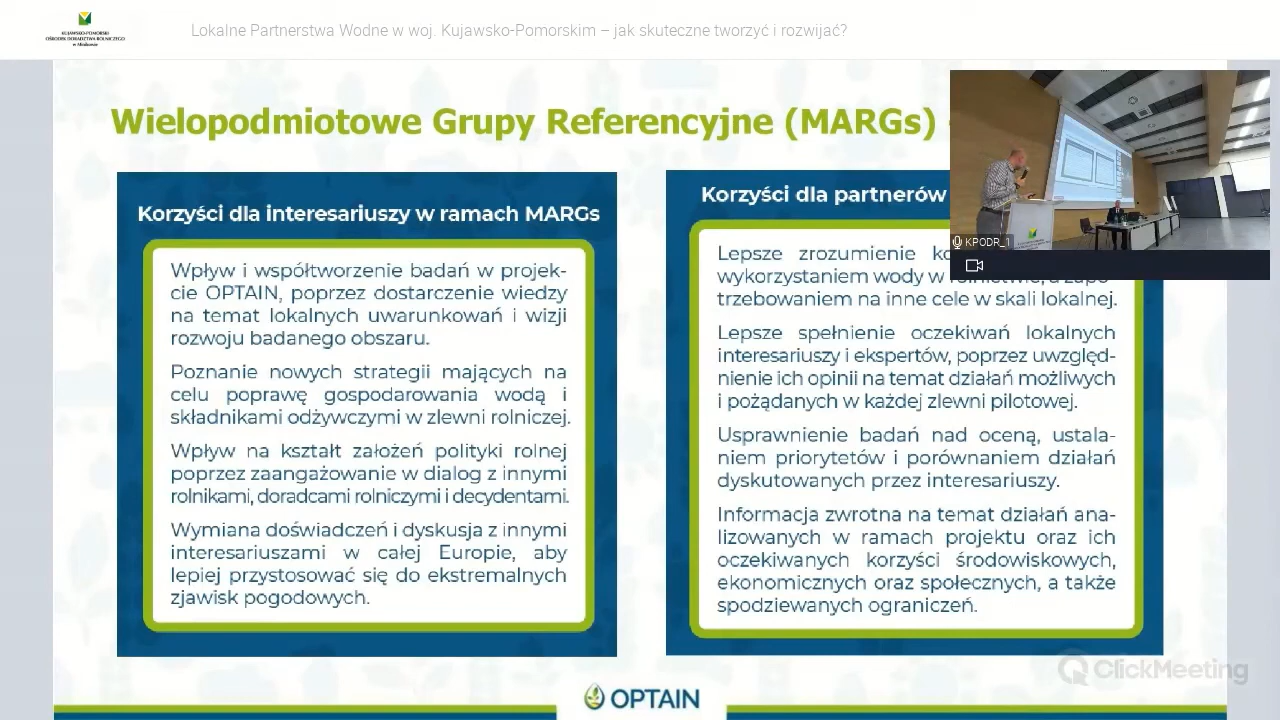 KUJAWSKO-POMORSKI
OŚRODEK DORADZTWA ROLNICZEGO
w Minikowie
Lokalne Partnerstwa Wodne w woj. Kujawsko-Pomorskim – jak skuteczne tworzyć i rozwijać?
Wielopodmiotowe Grupy Referencyjne (MARGs)
Korzyści dla interesariuszy w ramach MARGs
Wpływ i współtworzenie badań w projek-
cie OPTAIN, poprzez dostarczenie wiedzy
na temat lokalnych uwarunkowań i wizji
rozwoju badanego obszaru.
Poznanie nowych strategii mających na
celu poprawę gospodarowania wodą i
składnikami odżywczymi w zlewni rolniczej.
Wpływ na kształt założeń polityki rolnej
poprzez zaangażowanie w dialog z innymi
rolnikami, doradcami rolniczymi i decydentami.
Wymiana doświadczeń i dyskusja z innymi
interesariuszami w całej Europie, aby
lepiej przystosować się do ekstremalnych
zjawisk pogodowych.
Korzyści dla partnerów
Lepsze zrozumienie
wykorzystaniem wody w
trzebowaniem na inne cele w skali lokalnej.
Lepsze spełnienie oczekiwań lokalnych
interesariuszy i ekspertów, poprzez uwzględ-
nienie ich opinii na temat działań możliwych
i pożądanych w każdej zlewni pilotowej.
Usprawnienie badań nad oceną, ustala-
niem priorytetów i porównaniem działań
dyskutowanych przez interesariuszy.
Informacja zwrotna na temat działań ana-
lizowanych w ramach projektu oraz ich
oczekiwanych korzyści środowiskowych,
ekonomicznych oraz społecznych, a także
spodziewanych ograniczeń.
KPODR_1
ClickMeeting
OPTAIN